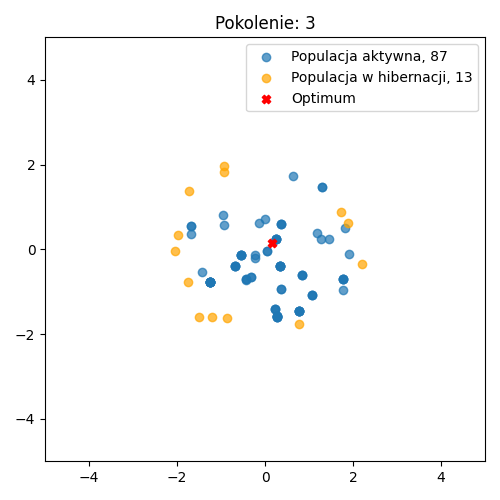 Pokolenie: 3
Populacja aktywna, 87
Populacja w hibernacji, 13
Optimum
4
2
0
−2
−4
−4 −2 0 2 4